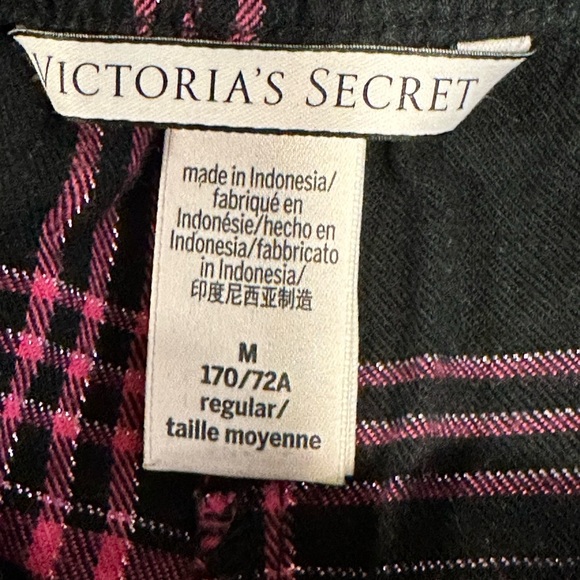 VICTORIA'S SECRET
made in Indonesia/
fabriqué en
Indonésie/hecho en
Indonesia/fabbricato
in Indonesia/
印度尼西亚制造
M
170/72A
regular/
taille moyenne